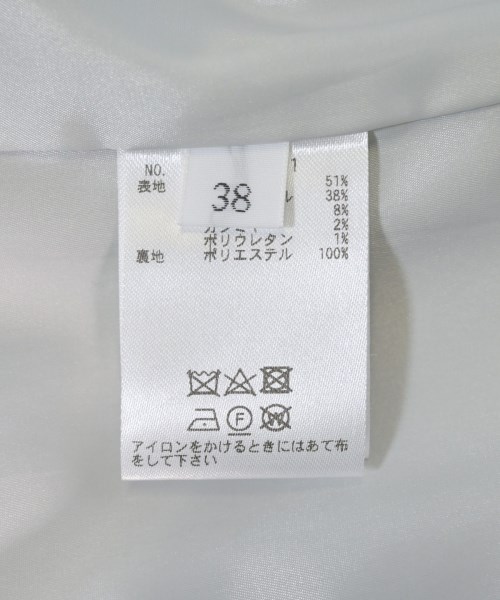 NO. 1
38
表地 51%
ル 38%
8%
2%
ポリウレタン 1%
裏地 ポリエステル 100%
F W
アイロンをかけるときにはあて布
をして下さい